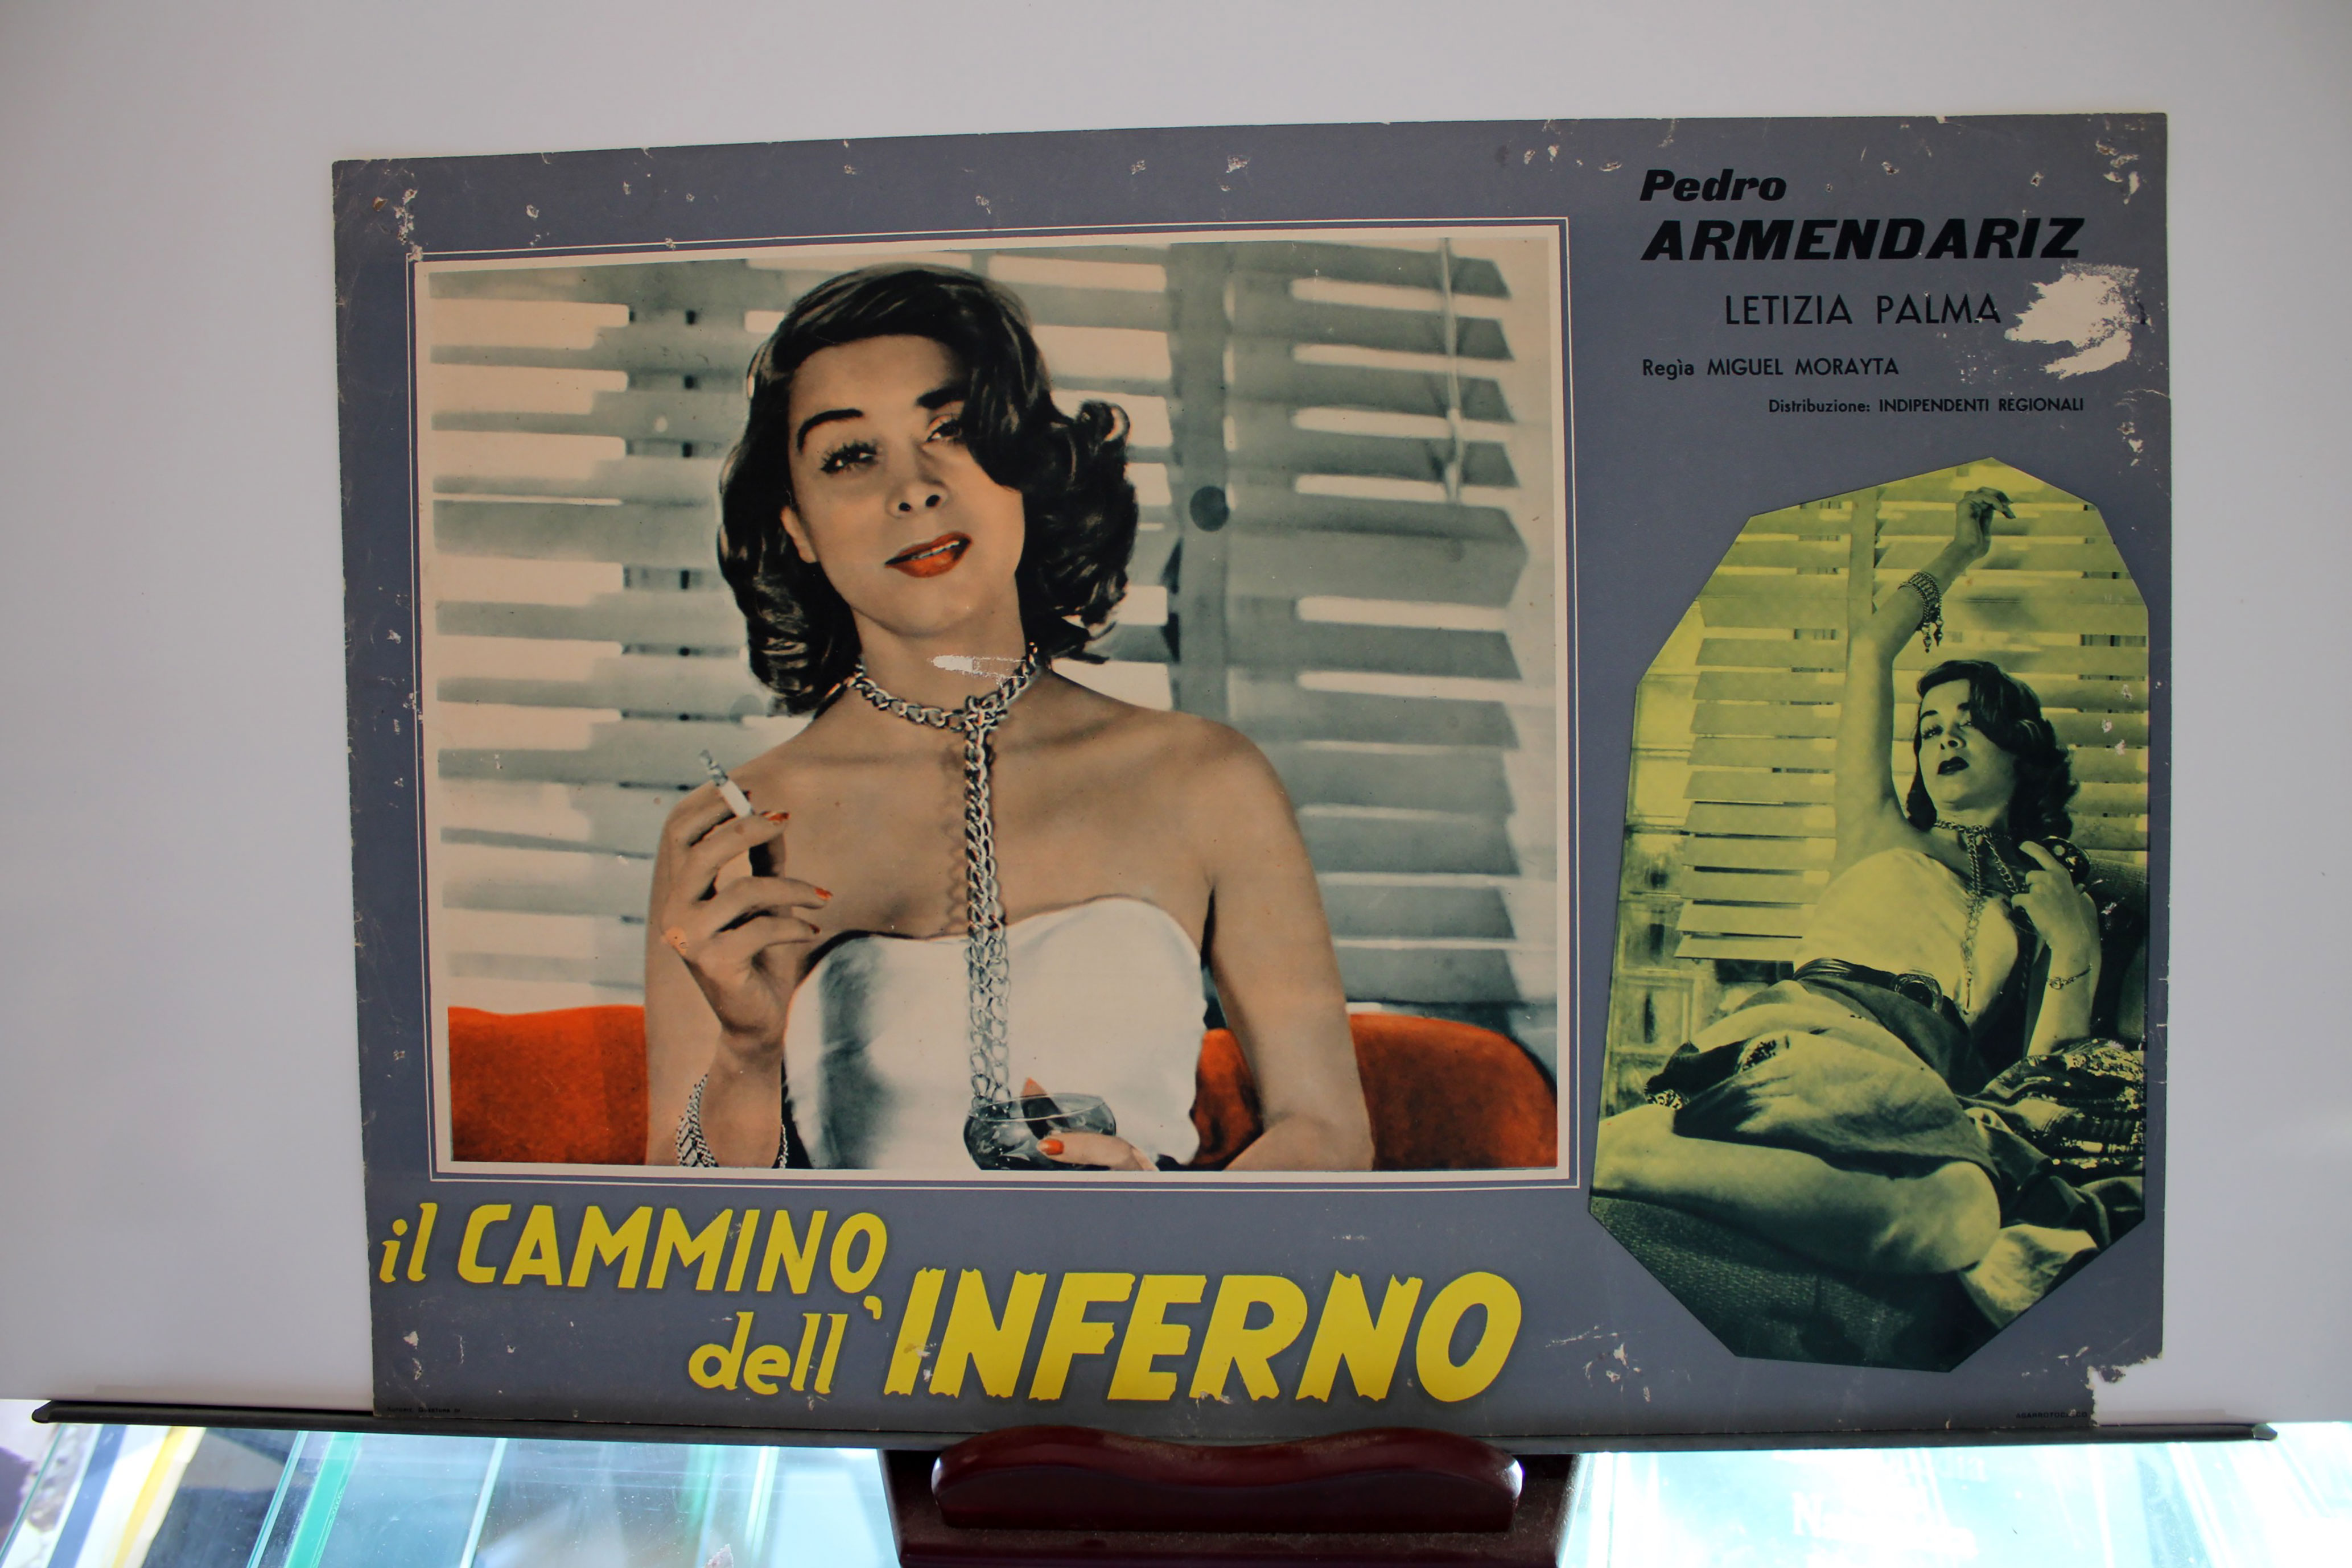 Pedro
ARMENDARIZ
LETIZIA PALMA
Regìa MIGUEL MORAYTA
Distribuzione: INDIPENDENTI REGIONALI
il CAMMINO
dell'INFERNO